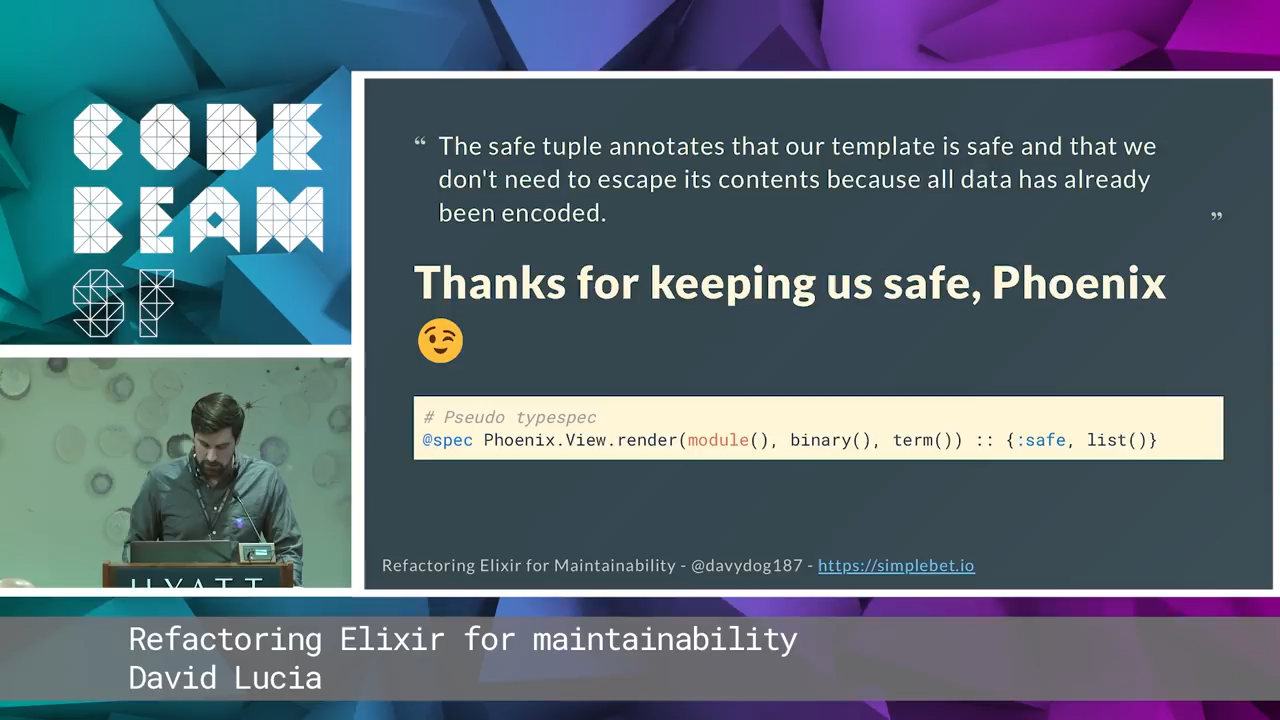 CODE
BEAM
SF
“ The safe tuple annotates that our template is safe and that we
don't need to escape its contents because all data has already
been encoded. ”
Thanks for keeping us safe, Phoenix
😉
# Pseudo typespec
@spec Phoenix.View.render(module(), binary(), term()) :: {:safe, list()}
Refactoring Elixir for Maintainability - @davydog187 - https://simplebet.io
HYATT
Refactoring Elixir for maintainability
David Lucia